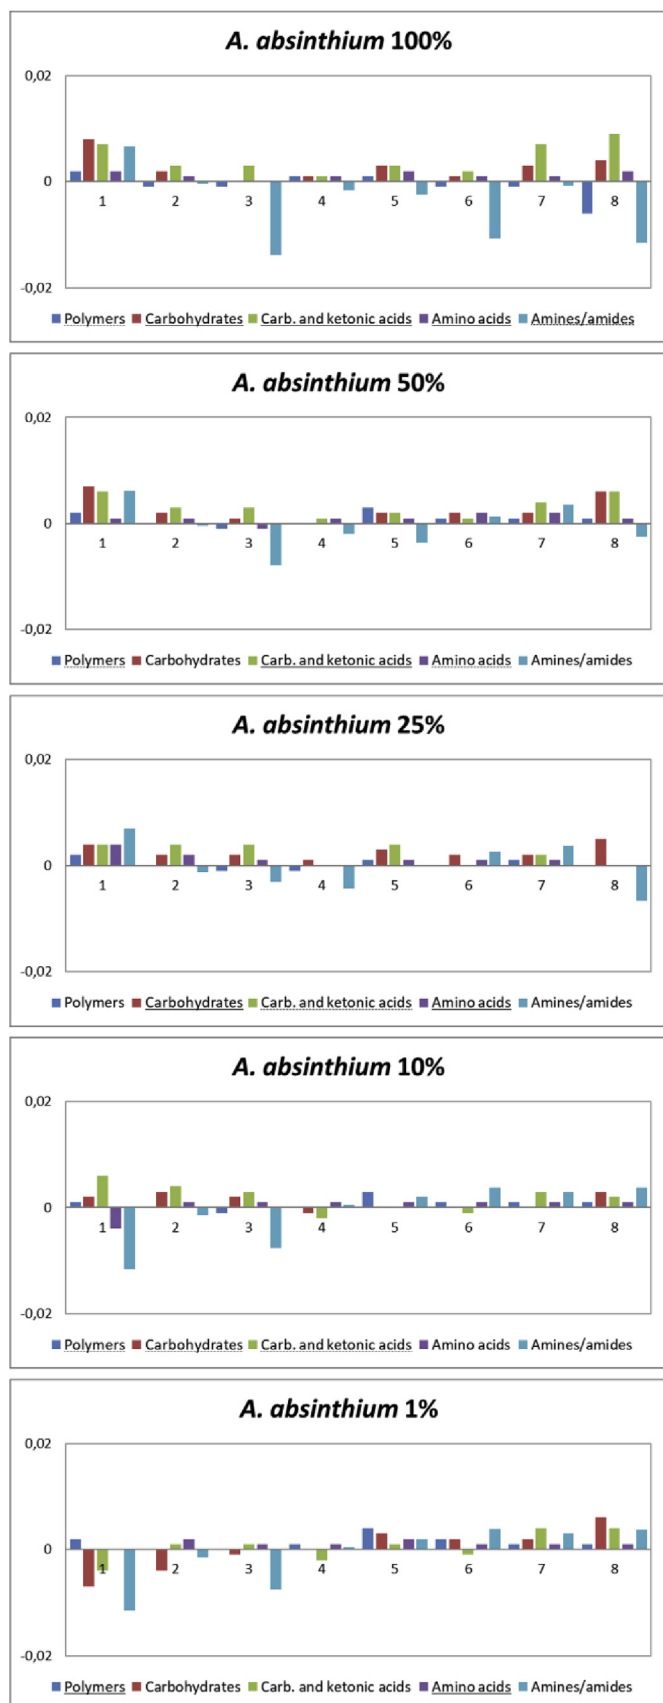 A. absinthium 100%
0,02
0
1 2 3 4 5 6 7 8
-0,02
Polymers Carbohydrates Carb. and ketonic acids Amino acids Amines/amides
A. absinthium 50%
0,02
0
1 2 3 4 5 6 7 8
-0,02
Polymers Carbohydrates Carb. and ketonic acids Amino acids Amines/amides
A. absinthium 25%
0,02
0
1 2 3 4 5 6 7 8
-0,02
Polymers Carbohydrates Carb. and ketonic acids Amino acids Amines/amides
A. absinthium 10%
0,02
0
1 2 3 4 5 6 7 8
-0,02
Polymers Carbohydrates Carb. and ketonic acids Amino acids Amines/amides
A. absinthium 1%
0,02
0
1 2 3 4 5 6 7 8
-0,02
Polymers Carbohydrates Carb. and ketonic acids Amino acids Amines/amides